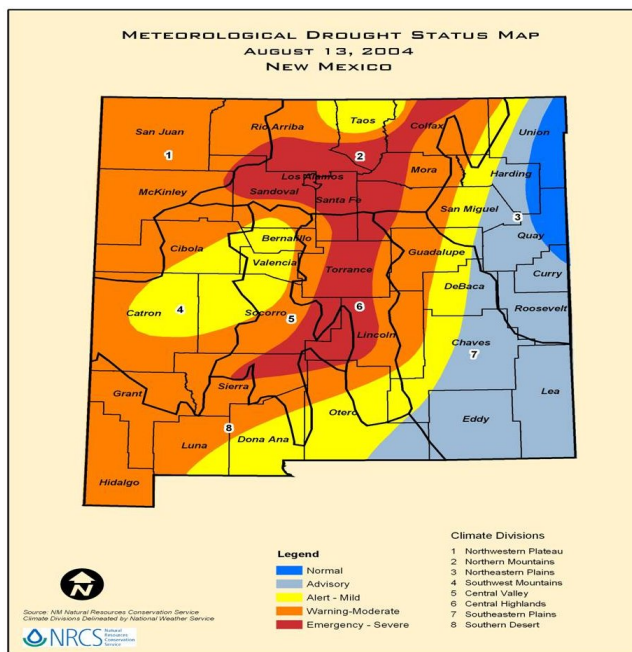 METEOROLOGICAL DROUGHT STATUS MAP
AUGUST 13, 2004
NEW MEXICO
San Juan
Rio Arriba
Taos
Colfax
Union
1
2
Los Alamos
Mora
Harding
McKinley
Sandoval
Santa Fe
San Miguel
3
Quay
Cibola
Bernalillo
Valencia
Guadalupe
Torrance
Curry
DeBaca
Catron
4
Socorro
5
6
Roosevelt
Lincoln
Chaves
7
Grant
Sierra
Lea
Otero
Eddy
8
Luna
Dona Ana
Hidalgo
N
Legend
Normal
Advisory
Alert - Mild
Warning-Moderate
Emergency - Severe
Climate Divisions
1 Northwestern Plateau
2 Northern Mountains
3 Northeastern Plains
4 Southwest Mountains
5 Central Valley
6 Central Highlands
7 Southeastern Plains
8 Southern Desert
Source: NM Natural Resources Conservation Service
Climate Divisions Delineated by National Weather Service
NRCS
Natural
Resources
Conservation
Service